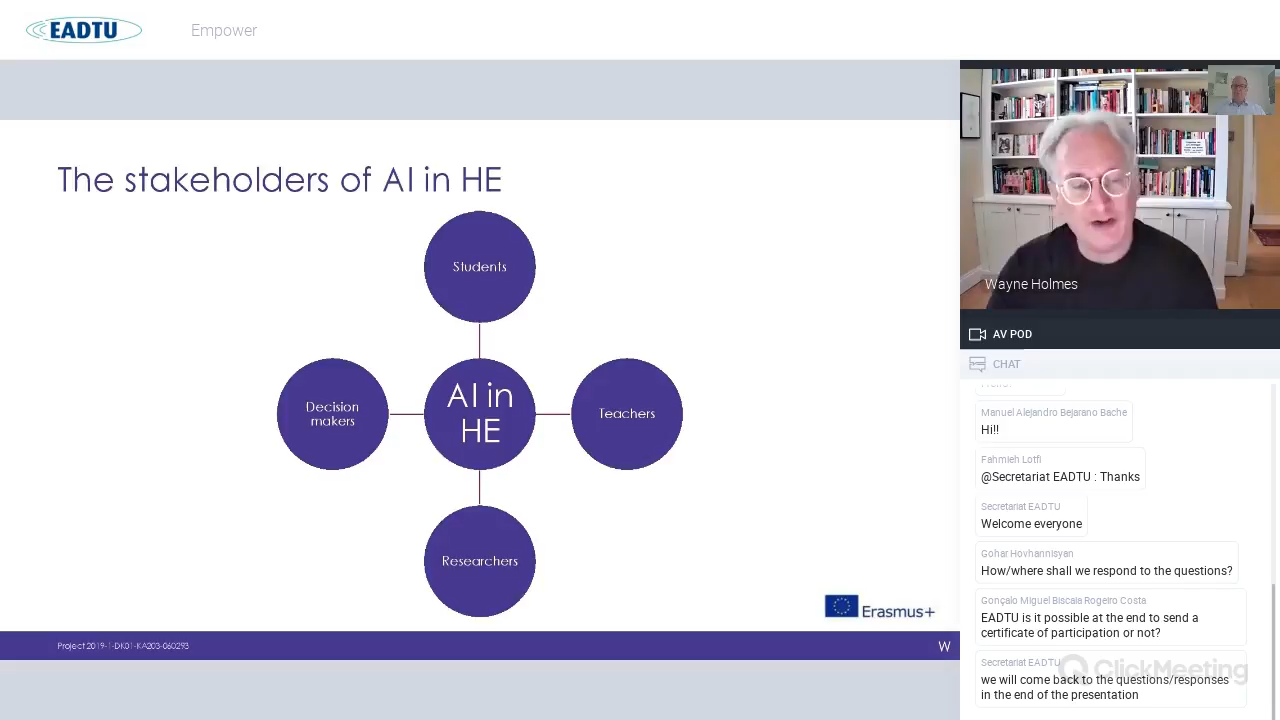 EADTU
Empower
The stakeholders of AI in HE
Students
Decision
makers
AI in
HE
Teachers
Researchers
Erasmus+
Project 2019-1-DK01-KA203-060293
W
Wayne Holmes
AV POD
CHAT
Manuel Alejandro Bejarano Bache
Hi!!
Fahmieh Lotfi
@Secretariat EADTU : Thanks
Secretariat EADTU
Welcome everyone
Gohar Hovhannisyan
How/where shall we respond to the questions?
Gonçalo Miguel Biscaia Rogeiro Costa
EADTU is it possible at the end to send a
certificate of participation or not?
Secretariat EADTU
we will come back to the questions/responses
in the end of the presentation
ClickMeeting